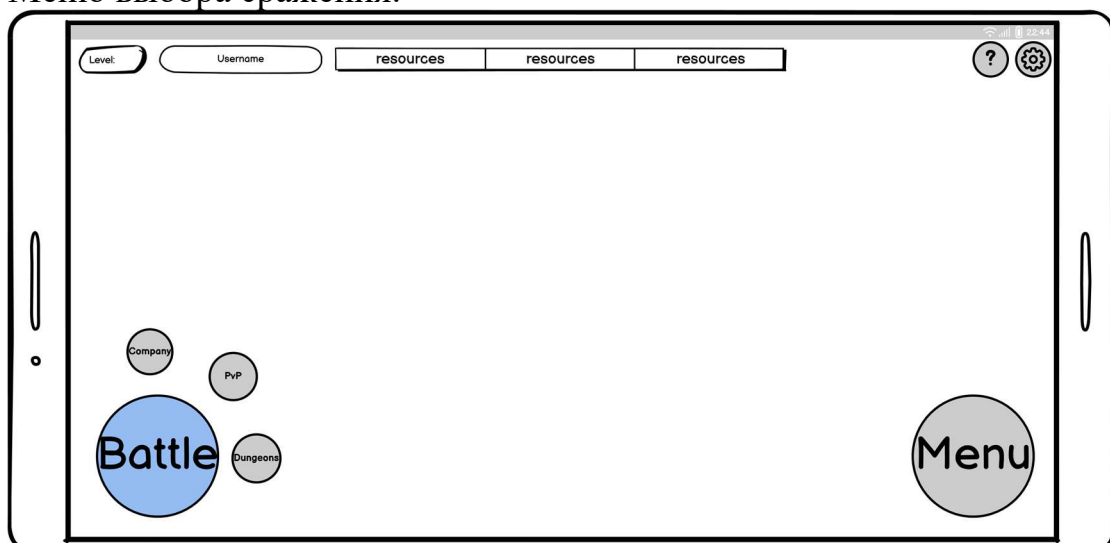 Меню выбора сражения:
22:44
Level:
Username
resources
resources
resources
?
Company
PvP
Battle
Dungeons
Menu